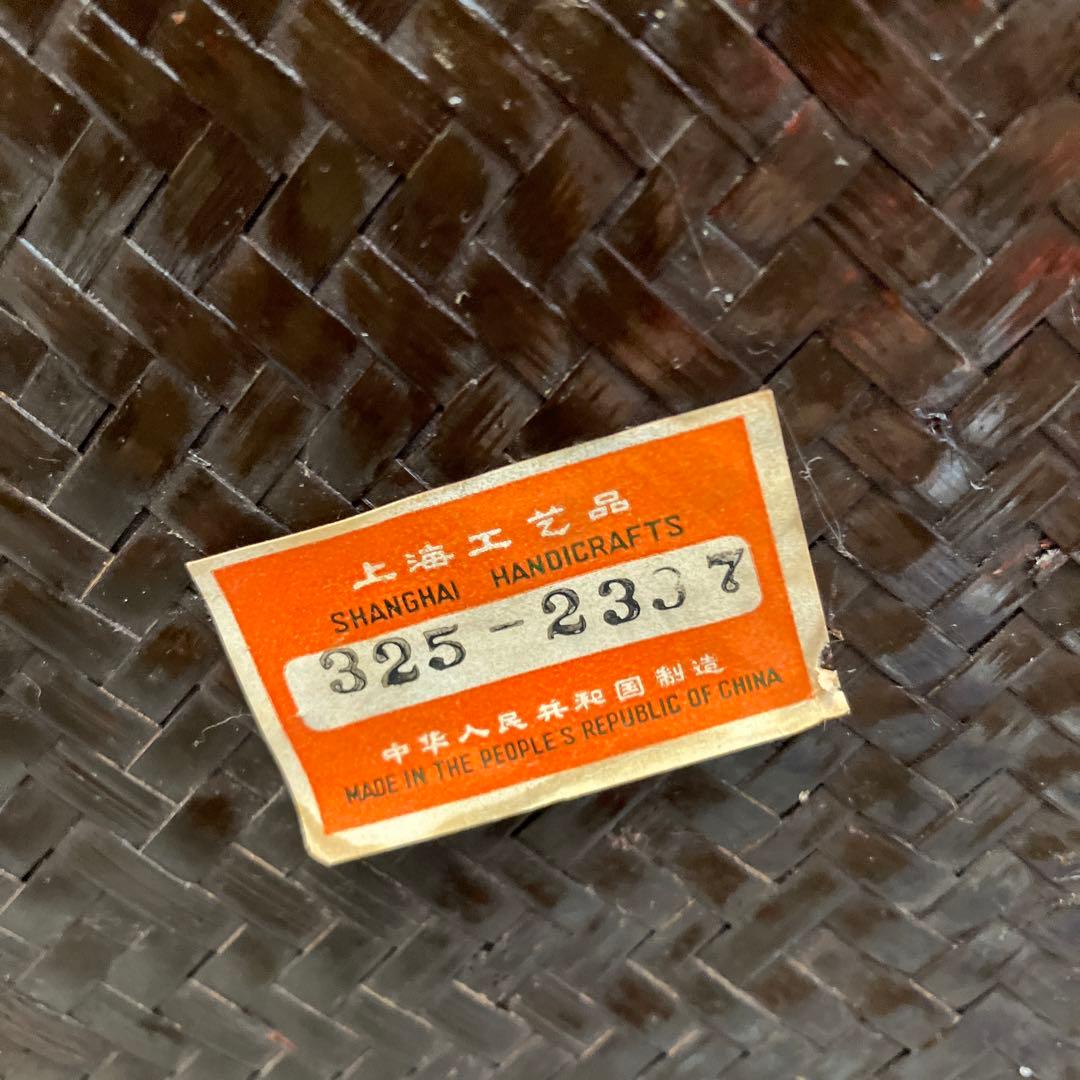 上海工艺品
SHANGHAI HANDICRAFTS
325-2337
中华人民共和国制造
MADE IN THE PEOPLE'S REPUBLIC OF CHINA